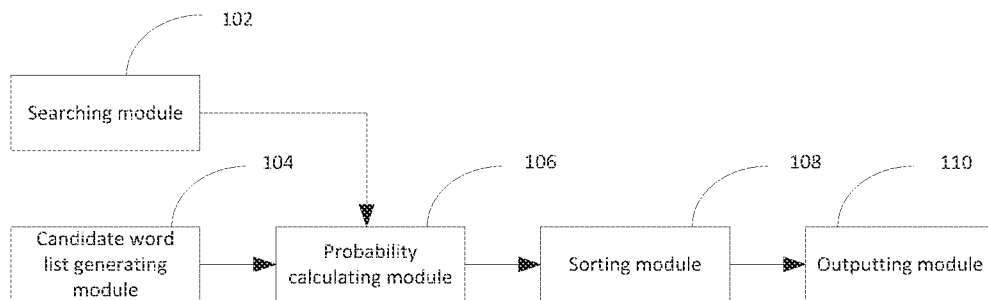 102
Searching module
104
106
108
110
Candidate word
list generating
module
Probability
calculating module
Sorting module
Outputting module